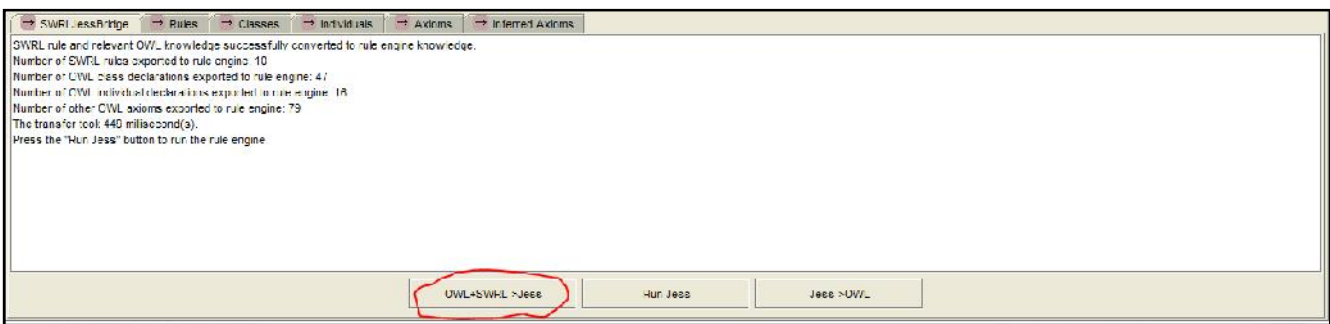 SWRLJessBridge Rules Classes Individuals Axioms Inferred Axioms
SWRL rule and relevant OWL knowledge successfully converted to rule engine knowledge.
Number of SWRL rules exported to rule engine: 10
Number of OWL class declarations exported to rule engine: 47
Number of OWL individual declarations exported to rule engine: 16
Number of other OWL axioms exported to rule engine: 79
The transfer took millisecond(s).
Press the "Run Jess" button to run the rule engine.
OWL+SWRL->Jess Run Jess Jess->OWL